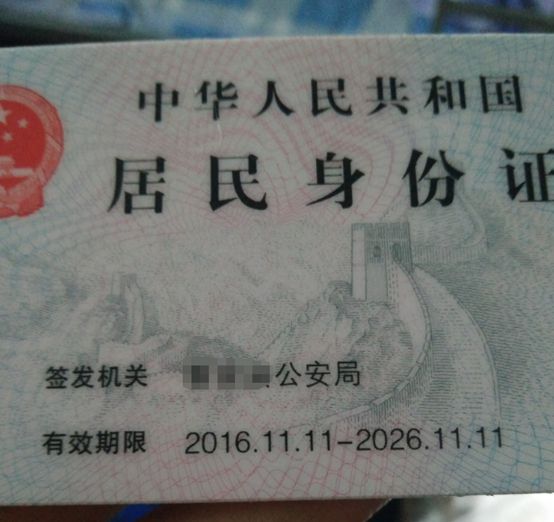 中华人民共和国
居民身份证
签发机关 公安局
有效期限 2016.11.11-2026.11.11